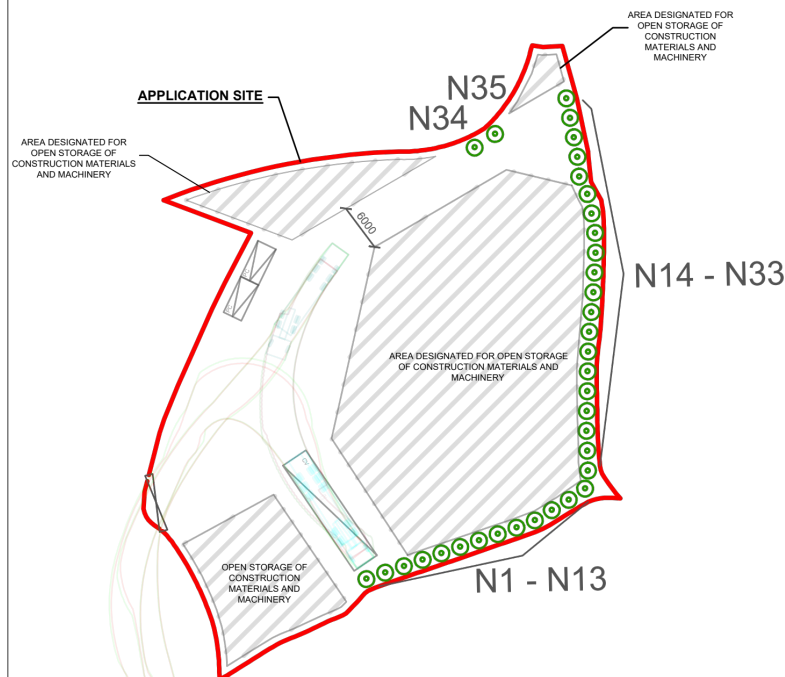 AREA DESIGNATED FOR
OPEN STORAGE OF
CONSTRUCTION
MATERIALS AND
MACHINERY
N35
APPLICATION SITE
N34
AREA DESIGNATED FOR
OPEN STORAGE OF
CONSTRUCTION MATERIALS
AND MACHINERY
6000
N14 - N33
AREA DESIGNATED FOR OPEN STORAGE
OF CONSTRUCTION MATERIALS AND
MACHINERY
OPEN STORAGE OF
CONSTRUCTION
MATERIALS AND
MACHINERY
N1 - N13